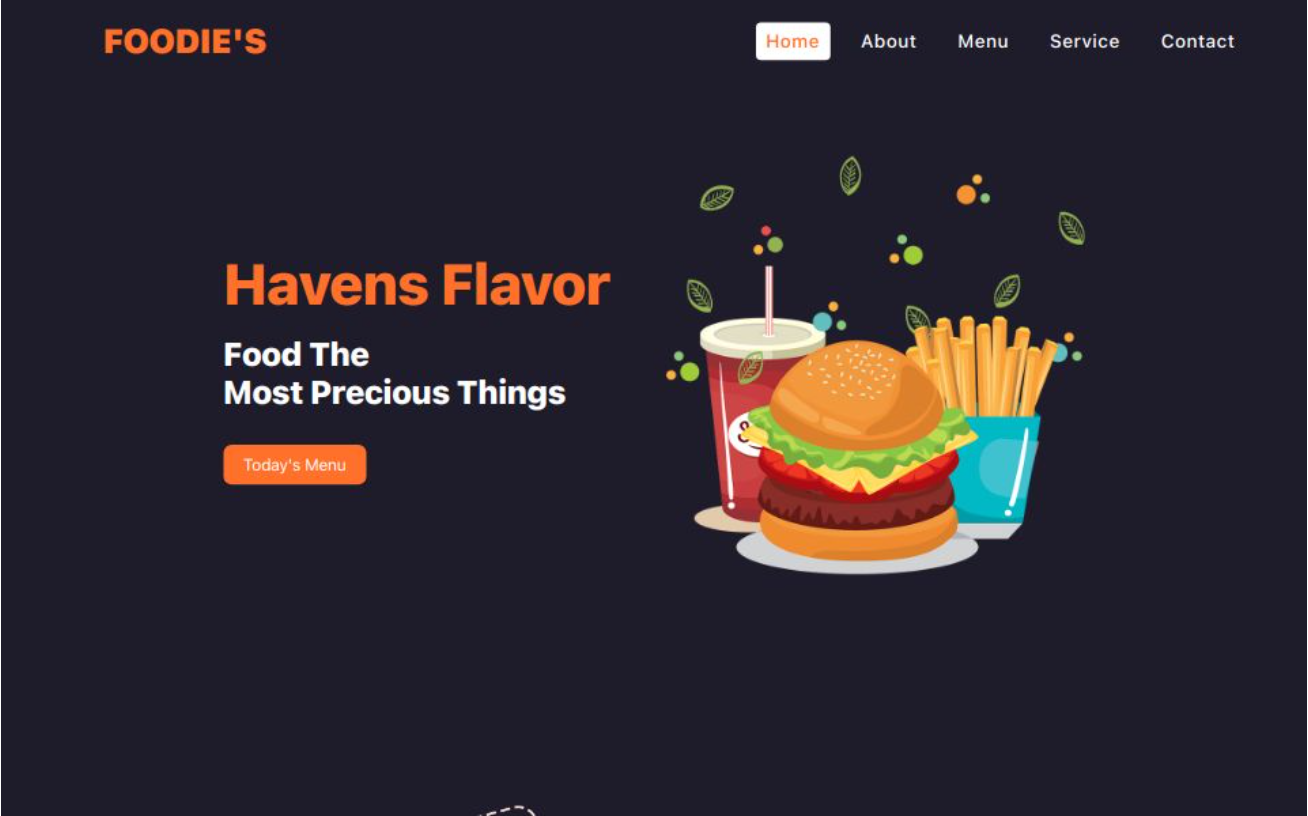 FOODIE'S
Home
About
Menu
Service
Contact
Havens Flavor
Food The
Most Precious Things
Today's Menu